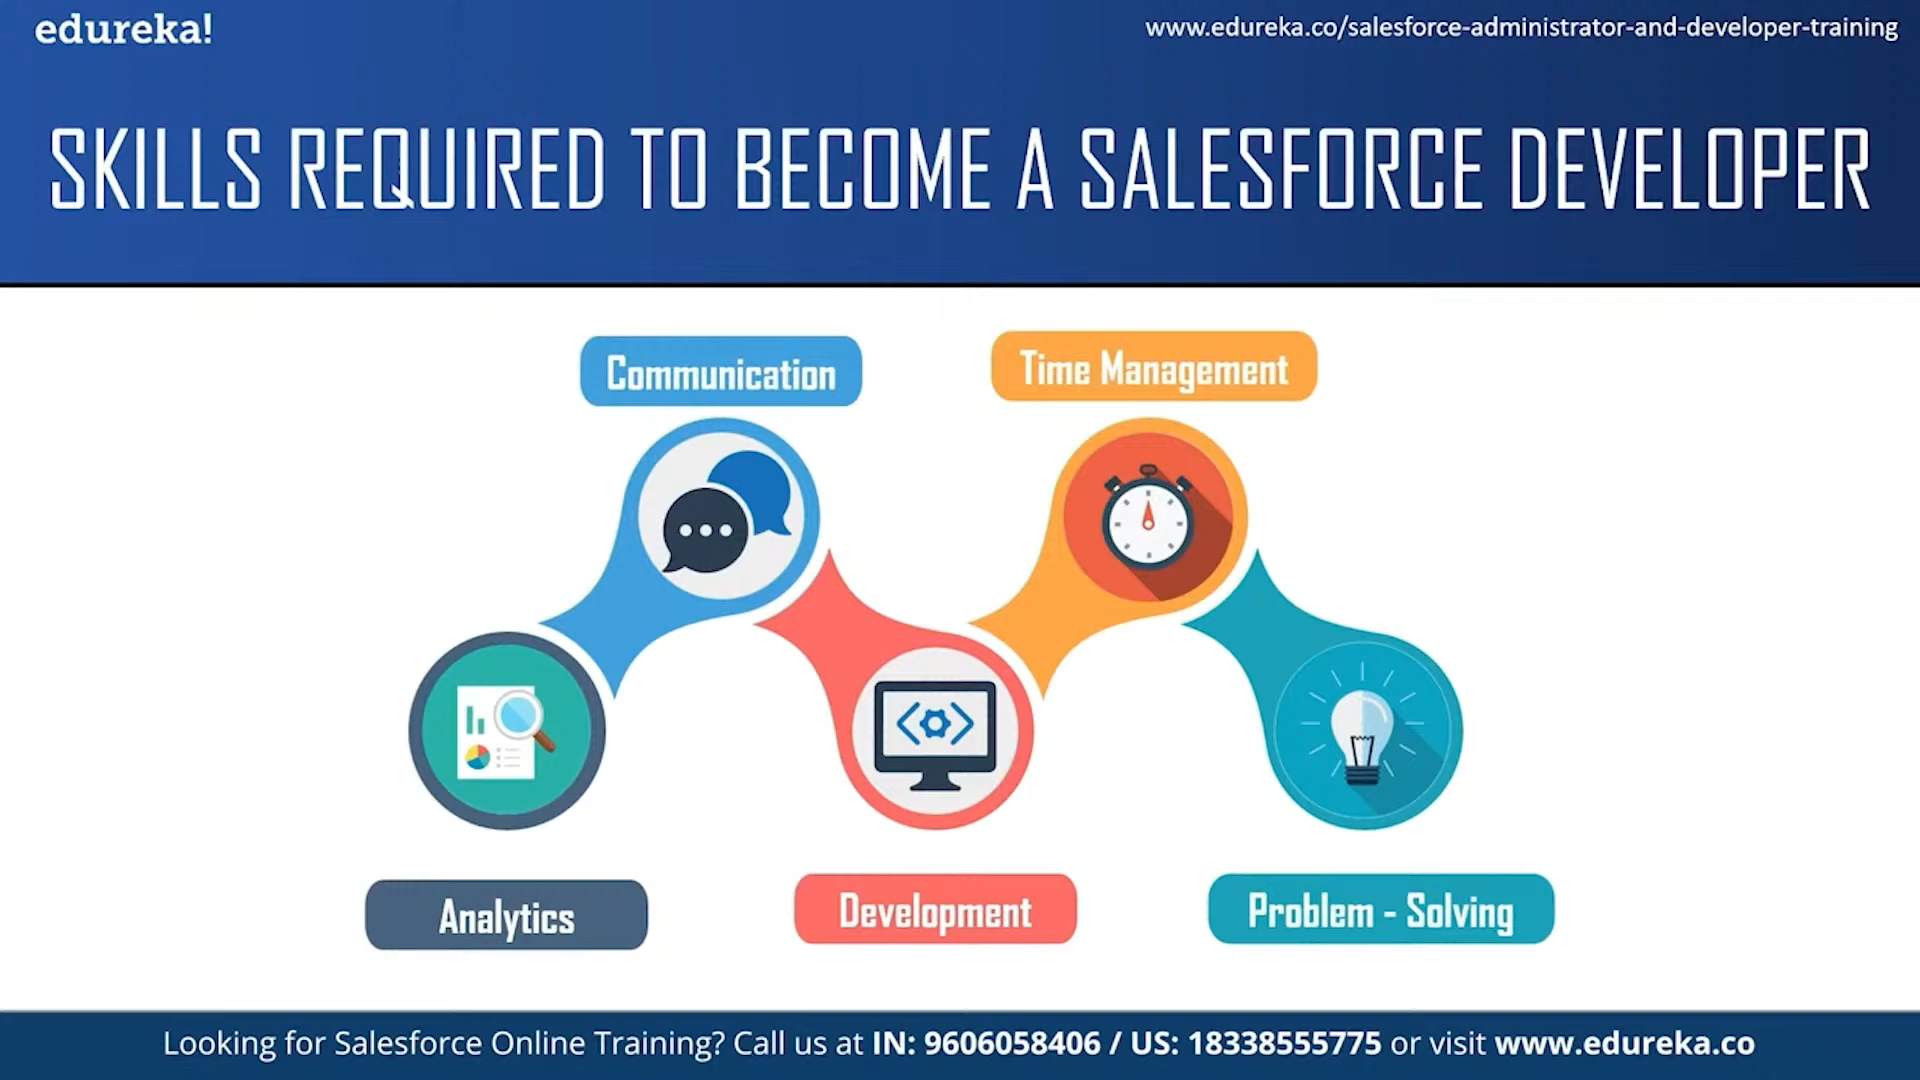 edureka!
www.edureka.co/salesforce-administrator-and-developer-training
SKILLS REQUIRED TO BECOME A SALESFORCE DEVELOPER
Communication
Time Management
Analytics
Development
Problem - Solving
Looking for Salesforce Online Training? Call us at IN: 9606058406 / US: 18338555775 or visit www.edureka.co